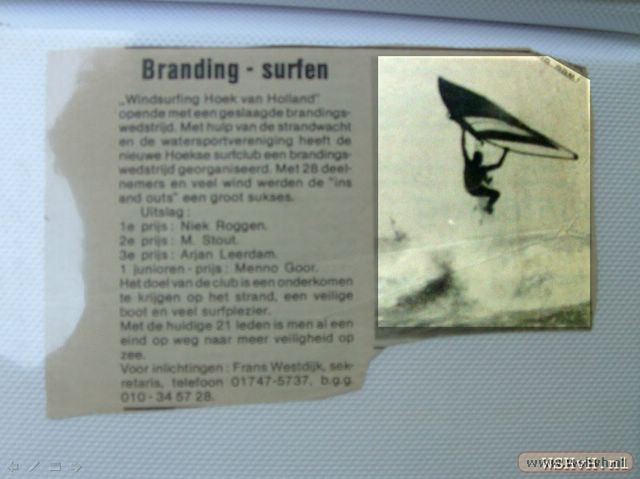 Branding - surfen
„Windsurfing Hoek van Holland"
opende met een geslaagde brandings-
wedstrijd. Met hulp van de strandwacht
en de watersportvereniging heeft de
nieuwe Hoekse surfclub een brandings-
wedstrijd georganiseerd. Met 28 deel-
nemers en veel wind werden de "ins
and outs" een groot sukses.
Uitslag :
1e prijs : Niek Roggen.
2e prijs : M. Stout.
3e prijs : Arjan Leerdam.
1 junioren - prijs : Menno Goor.
Het doel van de club is een onderkomen
te krijgen op het strand, een veilige
boot en veel surfplezier.
Met de huidige 21 leden is men al een
eind op weg naar meer veiligheid op
zee.
Voor inlichtingen : Frans Westdijk, sek-
retaris, telefoon 01747-5737, b.g.g.
010 - 34 57 28.